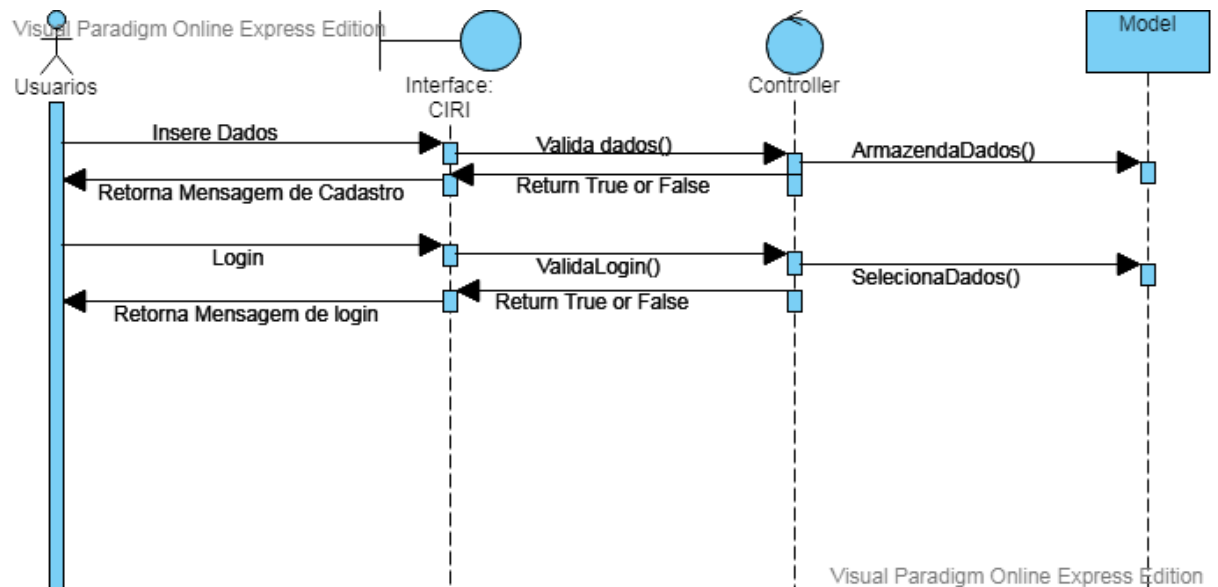 Visual Paradigm Online Express Edition
Model
Usuarios
Interface:
CIRI
Controller
Insere Dados
Valida dados()
ArmazendaDados()
Return True or False
Retorna Mensagem de Cadastro
Login
ValidaLogin()
SelecionaDados()
Return True or False
Retorna Mensagem de login
Visual Paradigm Online Express Edition